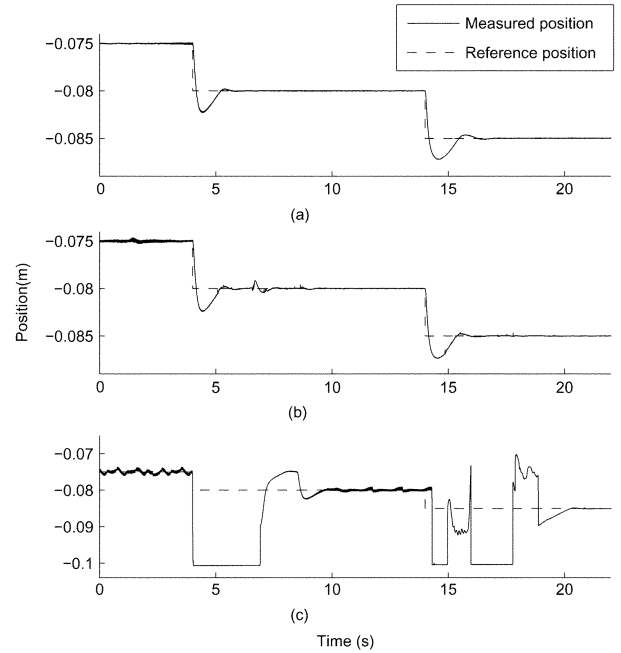 Measured position
Reference position
−0.075
−0.08
−0.085
0 5 10 15 20
(a)
−0.075
−0.08
−0.085
0 5 10 15 20
(b)
Position(m)
−0.07
−0.08
−0.09
−0.1
0 5 10 15 20
(c)
Time (s)